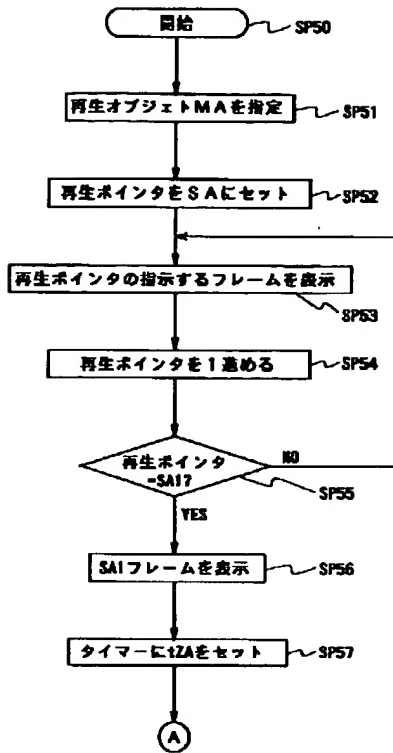 開始
SP50
再生オブジェトMAを指定
SP51
再生ポインタをSAにセット
SP52
再生ポインタの指示するフレームを表示
SP53
再生ポインタを1進める
SP54
再生ポインタ
=SA1?
NO
SP55
YES
SA1フレームを表示
SP56
タイマーにtZAをセット
SP57
A